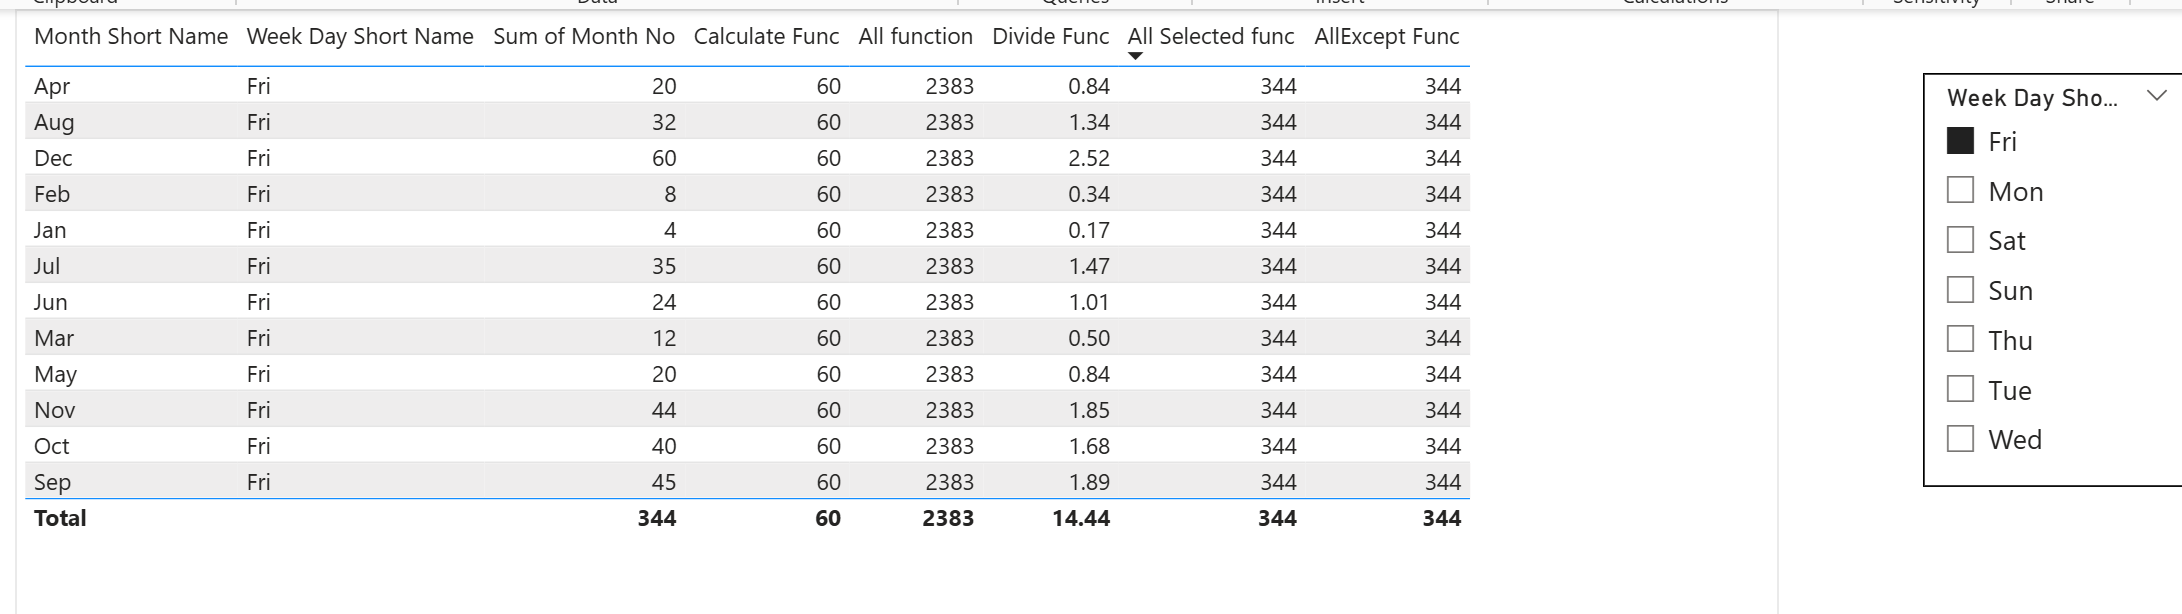 Clipboard Data Queries Insert Calculations Sensitivity Share
Month Short Name Week Day Short Name Sum of Month No Calculate Func All function Divide Func All Selected func AllExcept Func
Apr Fri 20 60 2383 0.84 344 344
Aug Fri 32 60 2383 1.34 344 344
Dec Fri 60 60 2383 2.52 344 344
Feb Fri 8 60 2383 0.34 344 344
Jan Fri 4 60 2383 0.17 344 344
Jul Fri 35 60 2383 1.47 344 344
Jun Fri 24 60 2383 1.01 344 344
Mar Fri 12 60 2383 0.50 344 344
May Fri 20 60 2383 0.84 344 344
Nov Fri 44 60 2383 1.85 344 344
Oct Fri 40 60 2383 1.68 344 344
Sep Fri 45 60 2383 1.89 344 344
Total 344 60 2383 14.44 344 344
Week Day Sho...
Fri
Mon
Sat
Sun
Thu
Tue
Wed